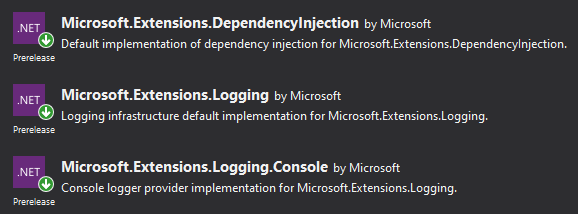 .NET
Prerelease
Microsoft.Extensions.DependencyInjection by Microsoft
Default implementation of dependency injection for Microsoft.Extensions.DependencyInjection.
.NET
Prerelease
Microsoft.Extensions.Logging by Microsoft
Logging infrastructure default implementation for Microsoft.Extensions.Logging.
.NET
Prerelease
Microsoft.Extensions.Logging.Console by Microsoft
Console logger provider implementation for Microsoft.Extensions.Logging.